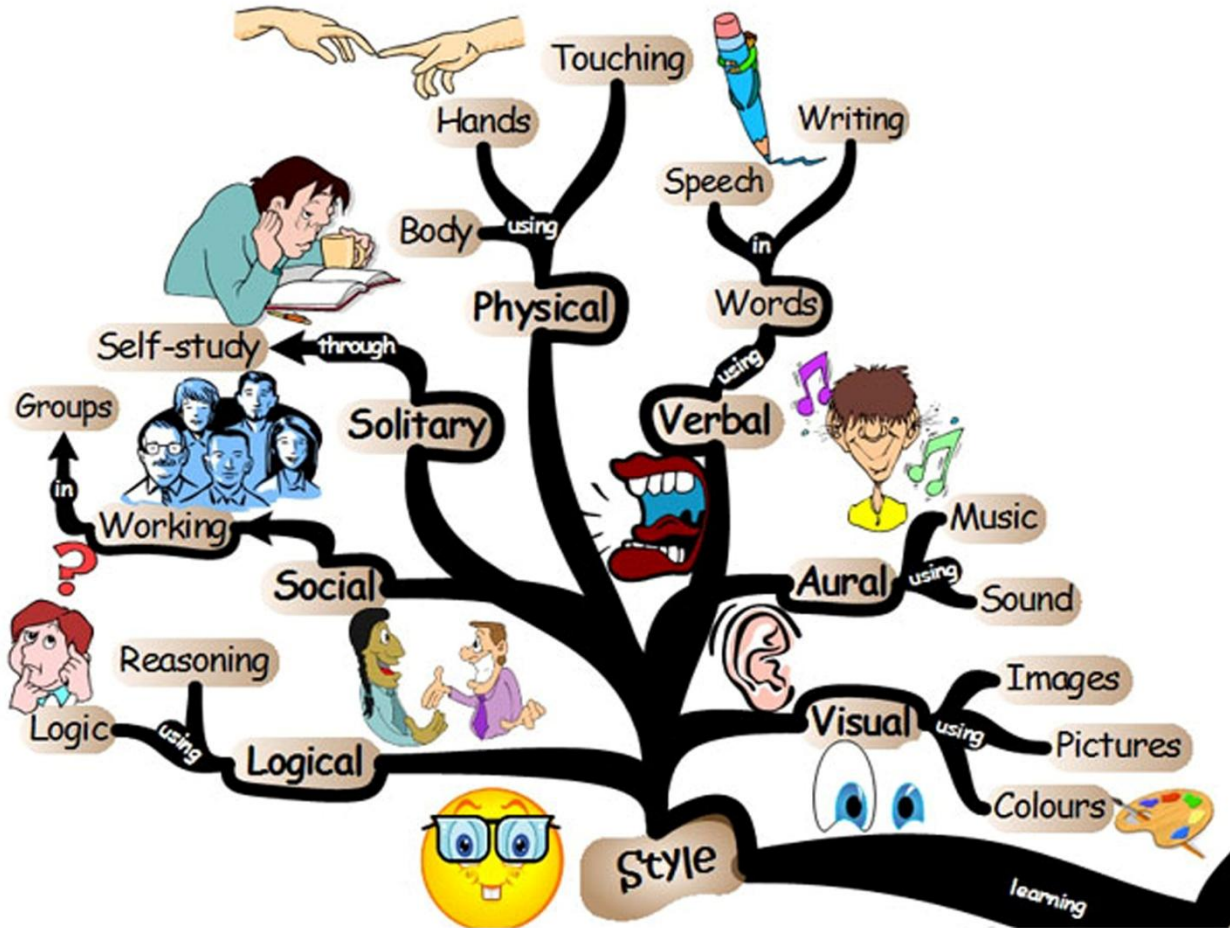 Touching
Hands
Writing
Speech
Body
using
in
Physical
Words
Self-study
through
using
Groups
Solitary
Verbal
in
Working
Music
Social
Aural
using
Sound
Reasoning
Images
Logic
using
Visual
using
Pictures
Logical
Colours
Style
learning